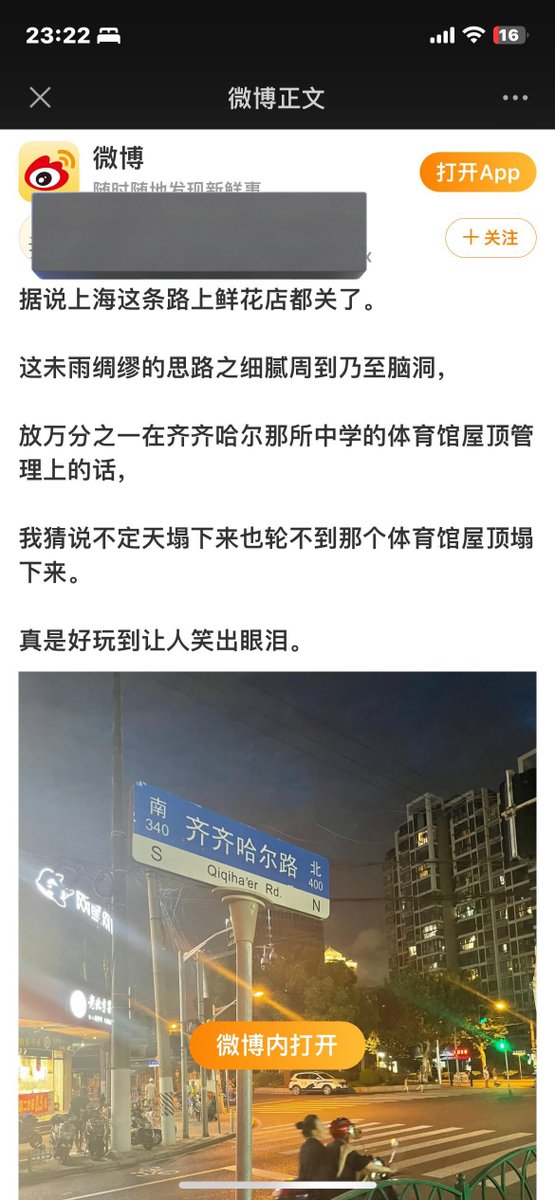 23:22
16
微博正文
微博
随时随地发现新鲜事
打开App
+关注
据说上海这条路上鲜花店都关了。
这未雨绸缪的思路之细腻周到乃至脑洞，
放万分之一在齐齐哈尔那所中学的体育馆屋顶管
理上的话，
我猜说不定天塌下来也轮不到那个体育馆屋顶塌
下来。
真是好玩到让人笑出眼泪。
南
340
齐齐哈尔路
北
400
S
Qiqiha'er Rd.
N
微博内打开